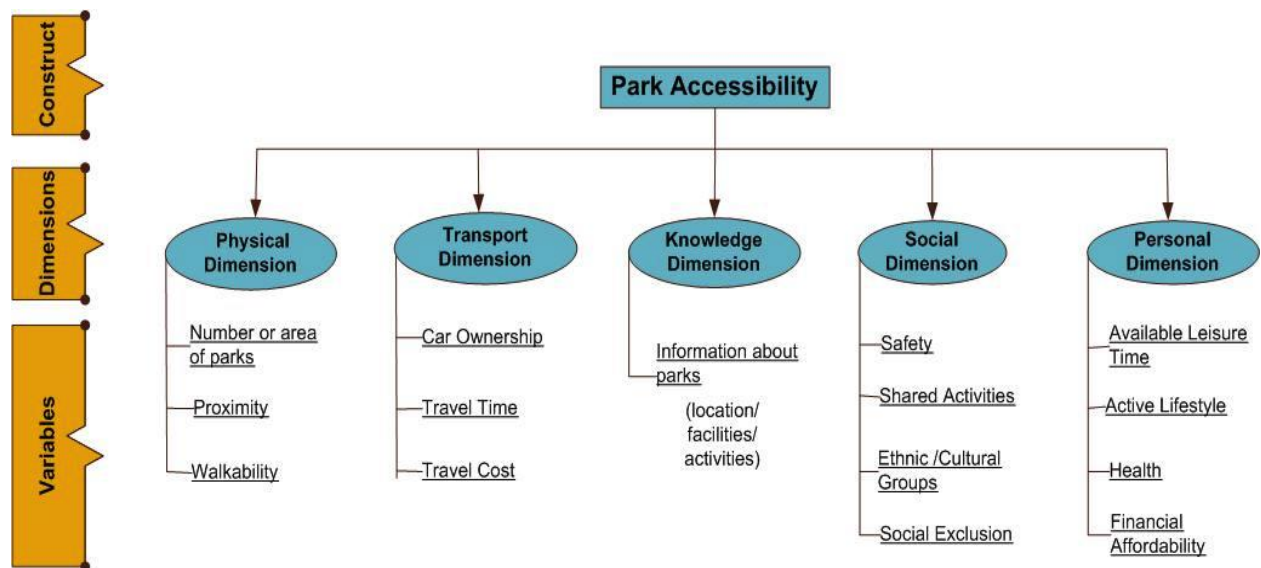 Construct
Park Accessibility
Dimensions
Physical
Dimension
Transport
Dimension
Knowledge
Dimension
Social
Dimension
Personal
Dimension
Variables
Number or area
of parks
Proximity
Walkability
Car Ownership
Travel Time
Travel Cost
Information about
parks
(location/
facilities/
activities)
Safety
Shared Activities
Ethnic /Cultural
Groups
Social Exclusion
Available Leisure
Time
Active Lifestyle
Health
Financial
Affordability